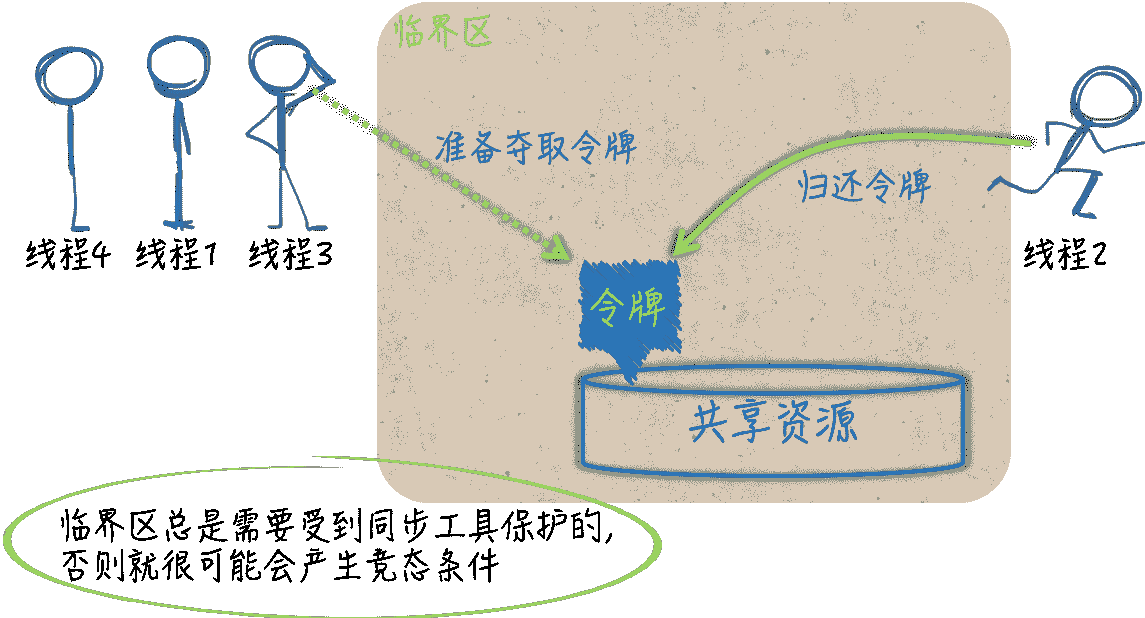 临界区
准备夺取令牌
归还令牌
线程4
线程1
线程3
线程2
令牌
共享资源
临界区总是需要受到同步工具保护的，
否则就很可能会产生竞态条件